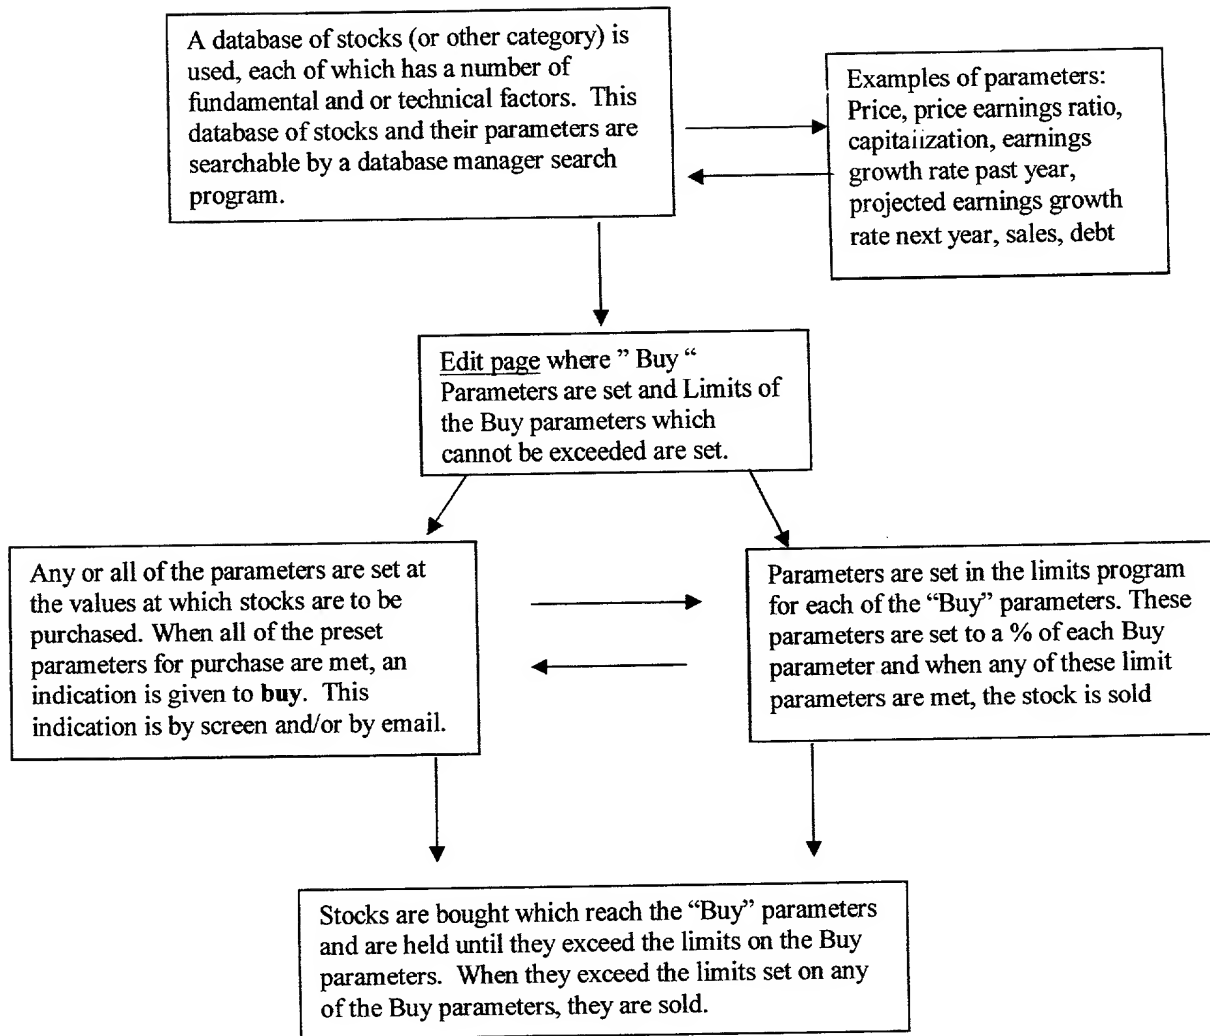 A database of stocks (or other category) is
used, each of which has a number of
fundamental and or technical factors.  This
database of stocks and their parameters are
searchable by a database manager search
program.
Examples of parameters:
Price, price earnings ratio,
capitalization, earnings
growth rate past year,
projected earnings growth
rate next year, sales, debt
Edit page where ” Buy “
Parameters are set and Limits of
the Buy parameters which
cannot be exceeded are set.
Any or all of the parameters are set at
the values at which stocks are to be
purchased. When all of the preset
parameters for purchase are met, an
indication is given to buy.  This
indication is by screen and/or by email.
Parameters are set in the limits program
for each of the “Buy” parameters. These
parameters are set to a % of each Buy
parameter and when any of these limit
parameters are met, the stock is sold
Stocks are bought which reach the “Buy” parameters
and are held until they exceed the limits on the Buy
parameters.  When they exceed the limits set on any
of the Buy parameters, they are sold.